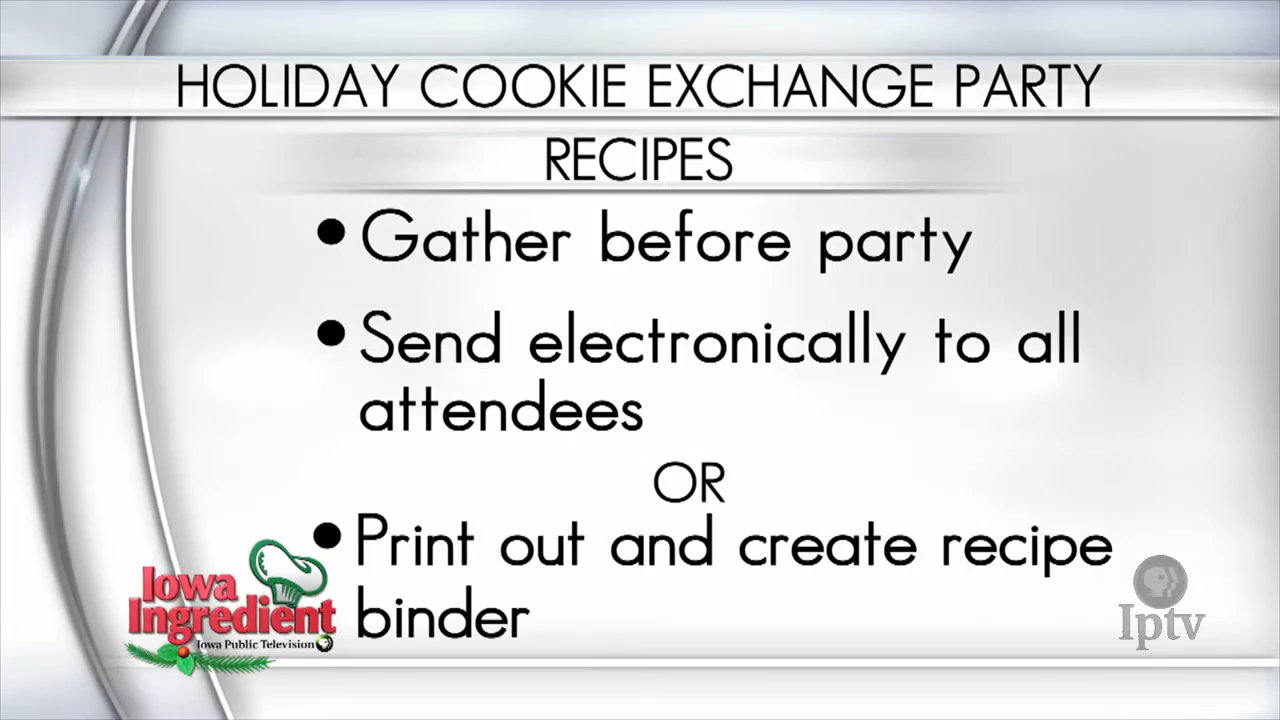 HOLIDAY COOKIE EXCHANGE PARTY
RECIPES
• Gather before party
• Send electronically to all
attendees
OR
• Print out and create recipe
binder
Iowa
Ingredient
Iowa Public Television
Iptv